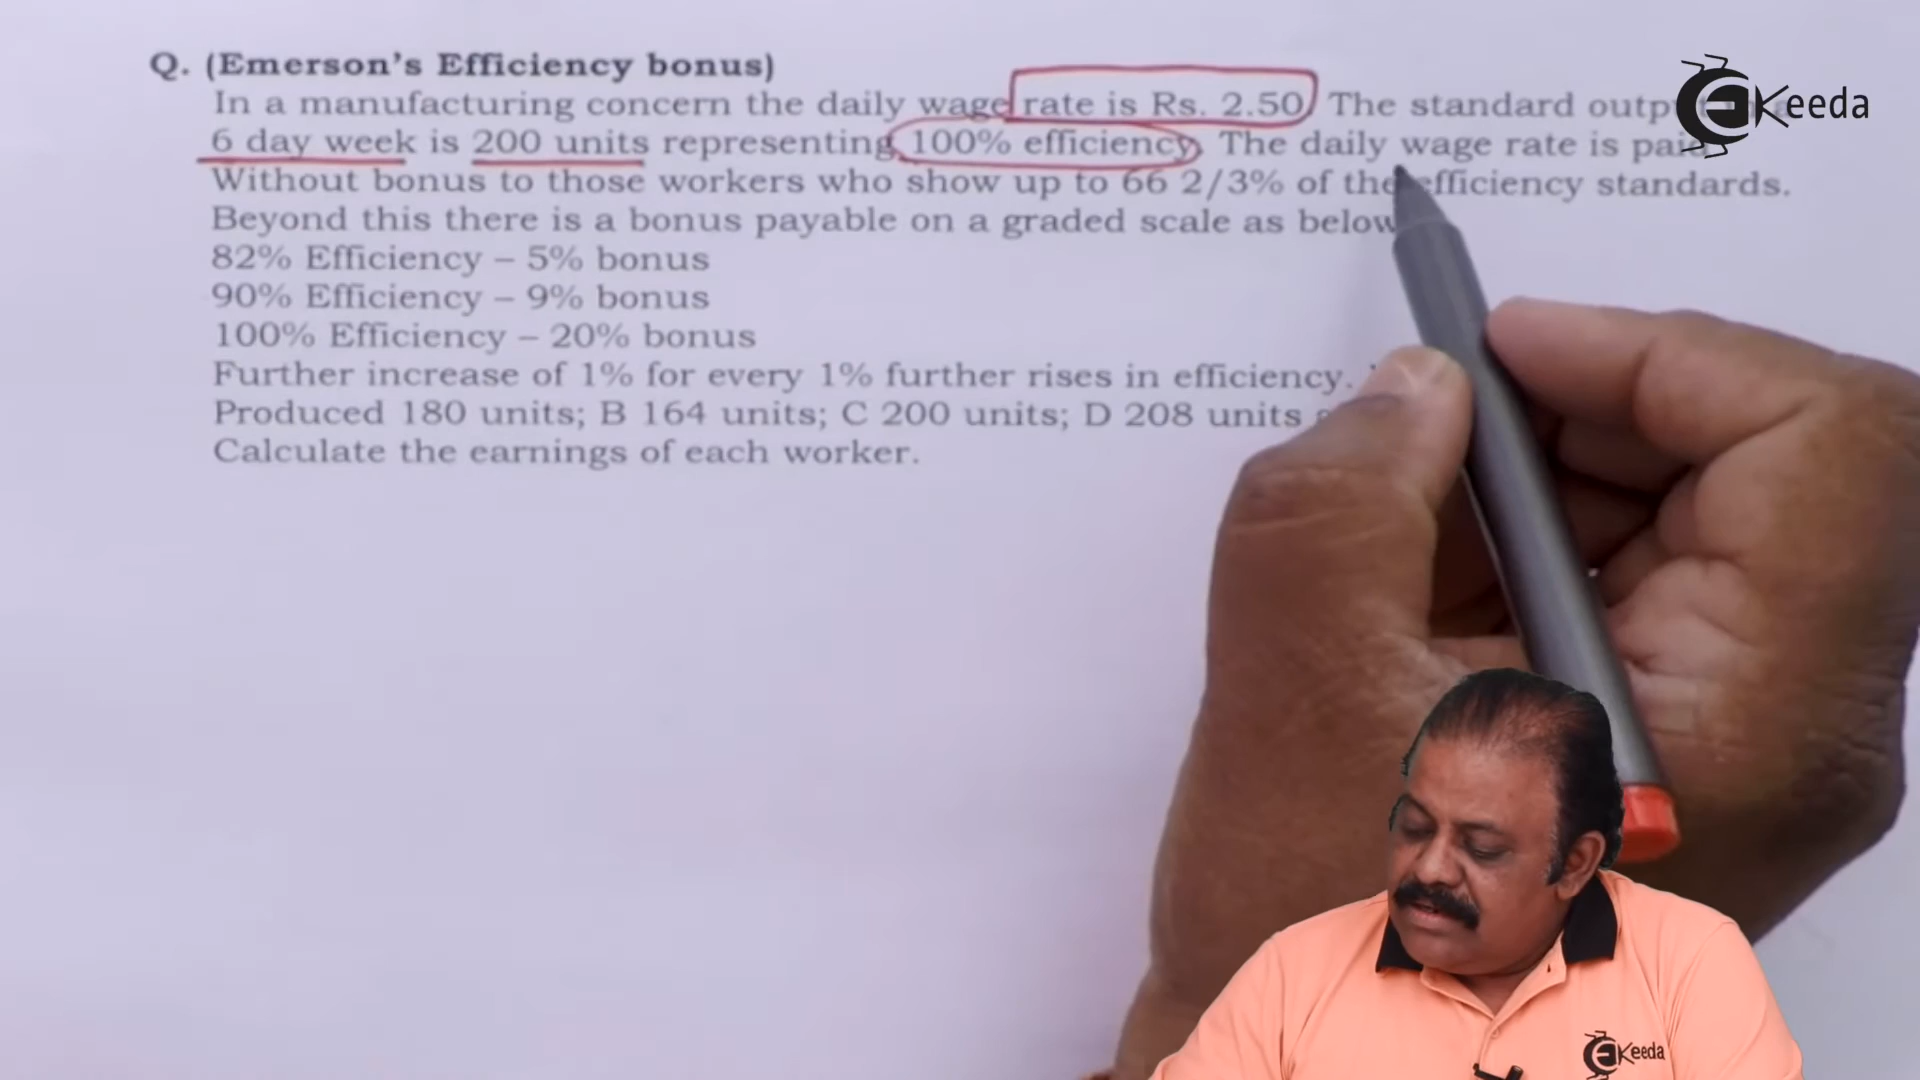 Q. (Emerson's Efficiency bonus)
In a manufacturing concern the daily wage rate is Rs. 2.50 The standard
6 day week is 200 units representing 100% efficiency. The daily wage rate is paid
Without bonus to those workers who show up to 66 2/3% of the efficiency standards.
Beyond this there is a bonus payable on a graded scale as below
82% Efficiency – 5% bonus
90% Efficiency – 9% bonus
100% Efficiency – 20% bonus
Further increase of 1% for every 1% further rises in efficiency.
Produced 180 units; B 164 units; C 200 units; D 208 units
Calculate the earnings of each worker.
eKeeda
eKeeda